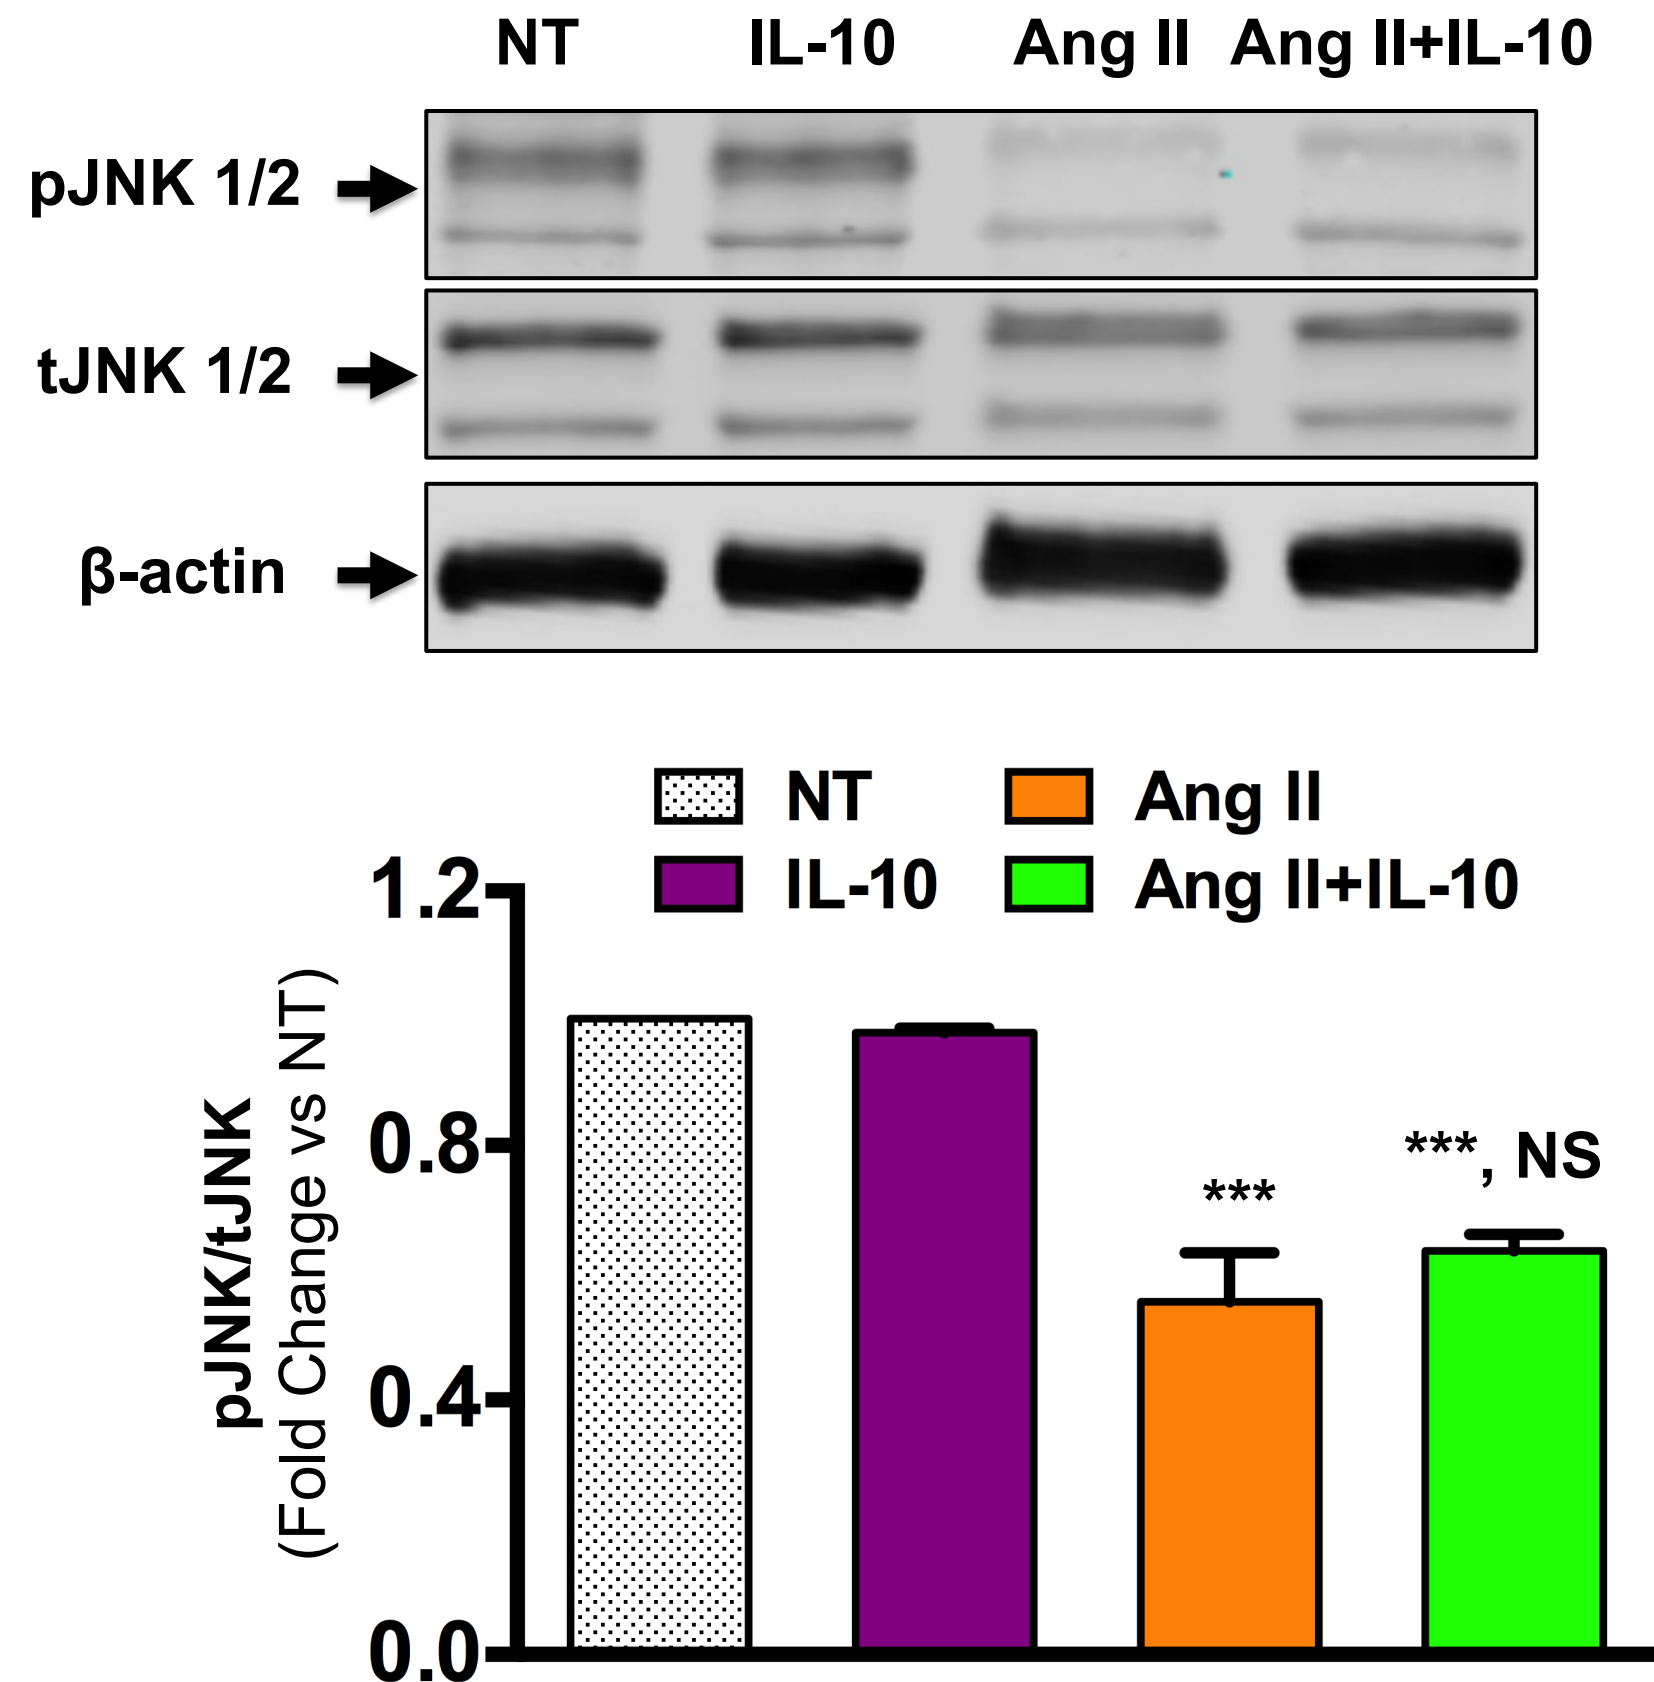 NT IL-10 Ang II Ang II+IL-10
pJNK 1/2
tJNK 1/2
β-actin
NT Ang II
IL-10 Ang II+IL-10
pJNK/tJNK
(Fold Change vs NT)
1.2
0.8
0.4
0.0
***
***, NS